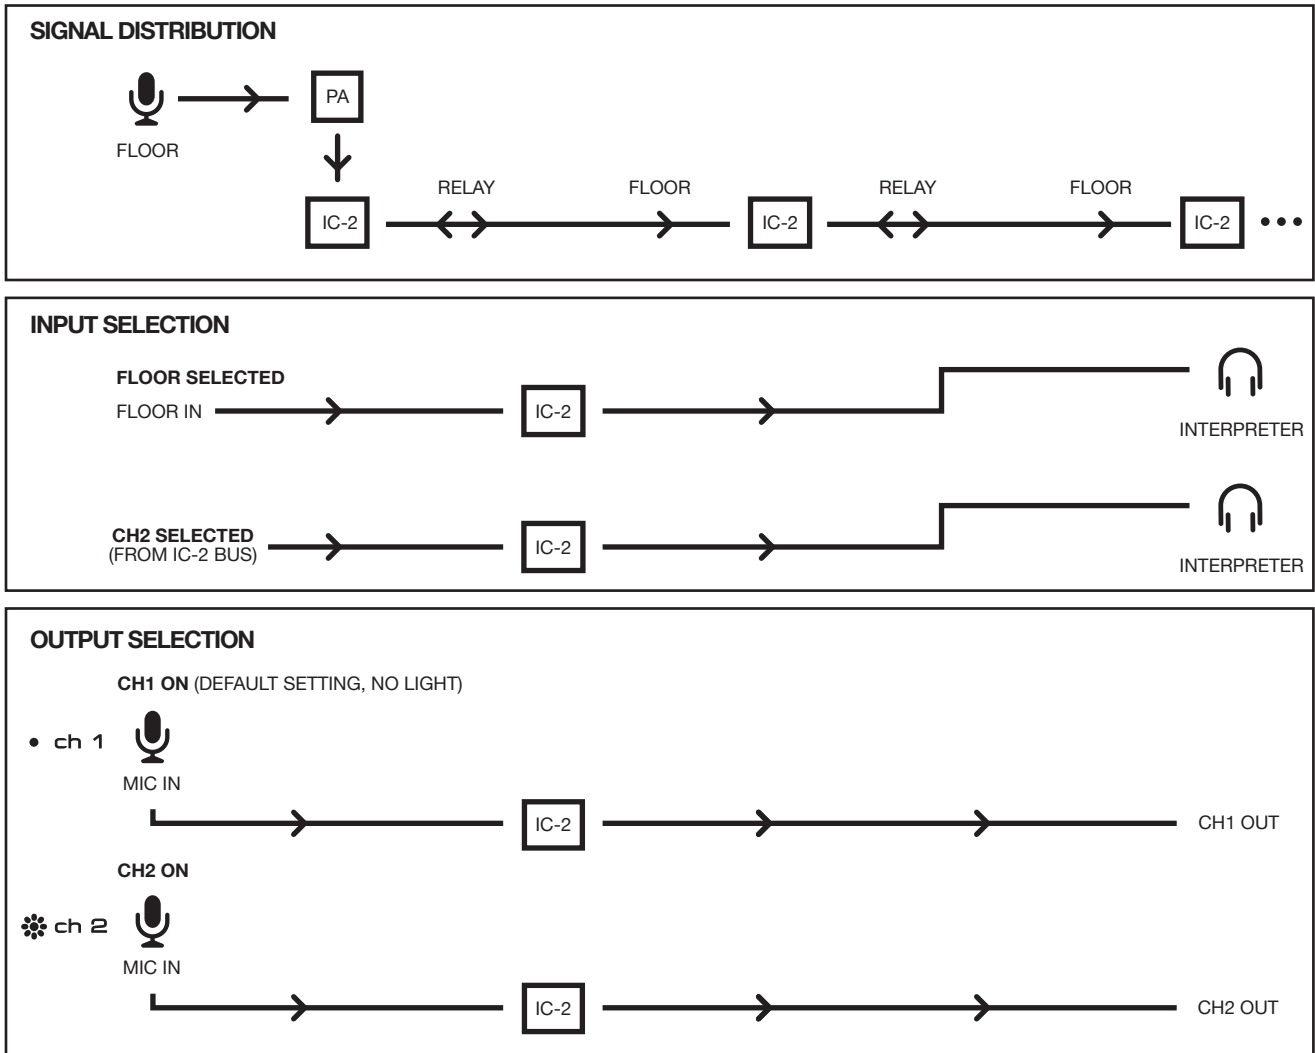 SIGNAL DISTRIBUTION
FLOOR
PA
IC-2
RELAY
FLOOR
IC-2
RELAY
FLOOR
IC-2
INPUT SELECTION
FLOOR SELECTED
FLOOR IN
IC-2
INTERPRETER
CH2 SELECTED
(FROM IC-2 BUS)
IC-2
INTERPRETER
OUTPUT SELECTION
CH1 ON (DEFAULT SETTING, NO LIGHT)
ch 1
MIC IN
IC-2
CH1 OUT
CH2 ON
ch 2
MIC IN
IC-2
CH2 OUT